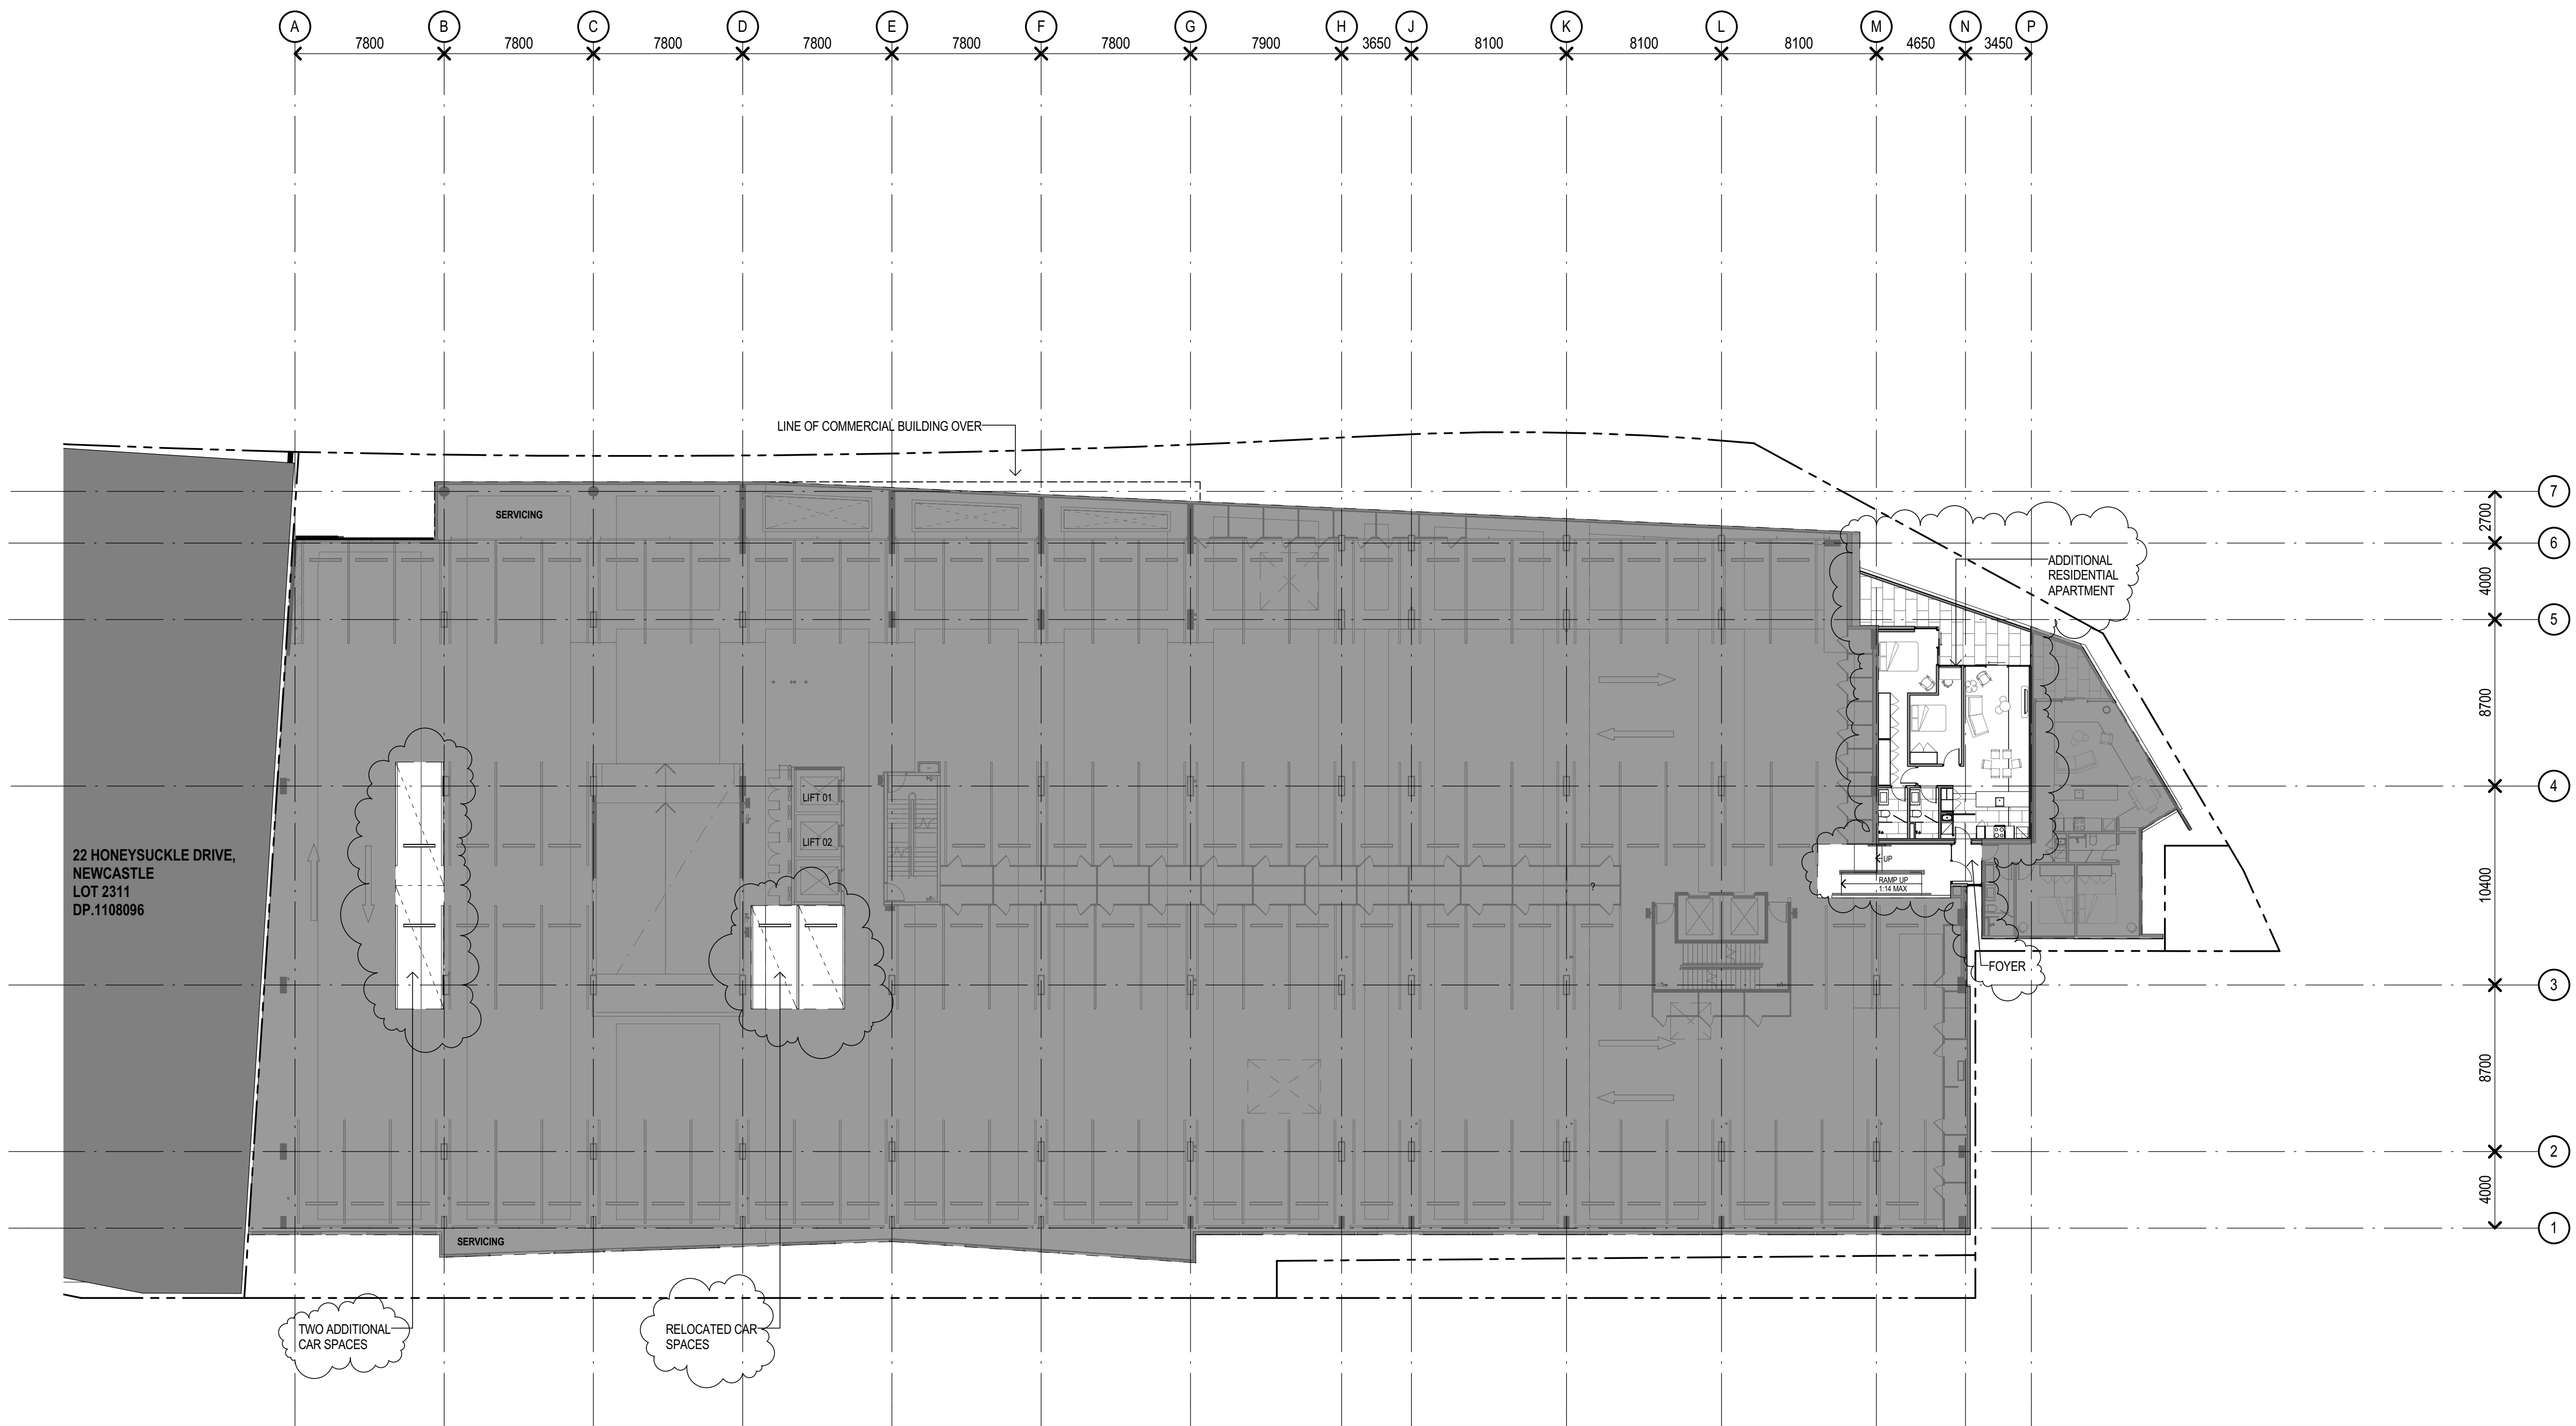 A B C D E F G H J K L M N P
7800 7800 7800 7800 7800 7800 7900 3650 8100 8100 8100 4650 3450
LINE OF COMMERCIAL BUILDING OVER
7
SERVICING
2700
6
ADDITIONAL
RESIDENTIAL
APARTMENT
4000
5
8700
4
LIFT 01
LIFT 02
22 HONEYSUCKLE DRIVE,
NEWCASTLE
LOT 2311
DP.1108096
UP
RAMP UP
1:14 MAX
?
10400
FOYER
3
8700
2
4000
1
SERVICING
TWO ADDITIONAL
CAR SPACES
RELOCATED CAR
SPACES